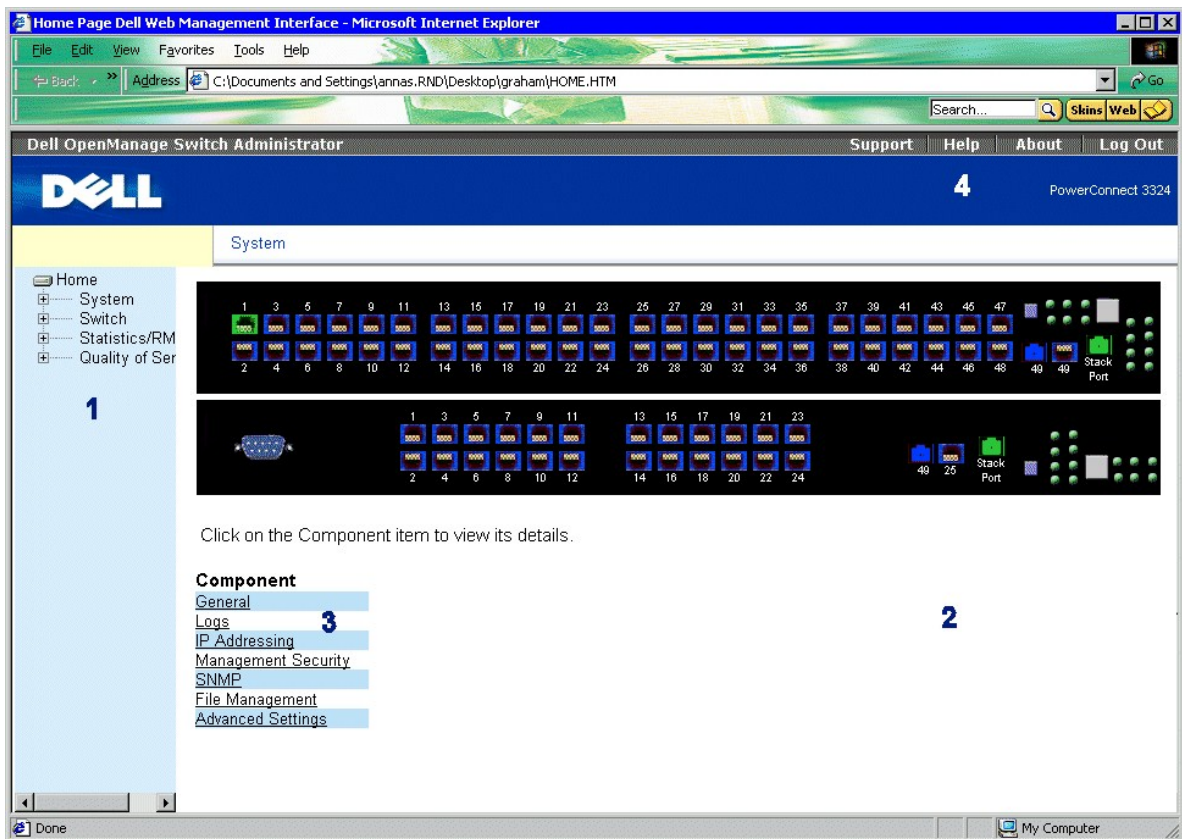 Home Page Dell Web Management Interface - Microsoft Internet Explorer
File Edit View Favorites Tools Help
Back » Address C:\Documents and Settings\annas.RND\Desktop\graham\HOME.HTM Go
Search... Skins Web
Dell OpenManage Switch Administrator Support Help About Log Out
DELL 4 PowerConnect 3324
System
Home
System
Switch
Statistics/RM
Quality of Ser
1
1 3 5 7 9 11 13 15 17 19 21 23 25 27 29 31 33 35 37 39 41 43 45 47
2 4 6 8 10 12 14 16 18 20 22 24 26 28 30 32 34 36 38 40 42 44 46 48 49 49 Stack Port
1 3 5 7 9 11 13 15 17 19 21 23
2 4 6 8 10 12 14 16 18 20 22 24 49 25 Stack Port
Click on the Component item to view its details.
Component
General
Logs 3 2
IP Addressing
Management Security
SNMP
File Management
Advanced Settings
Done My Computer